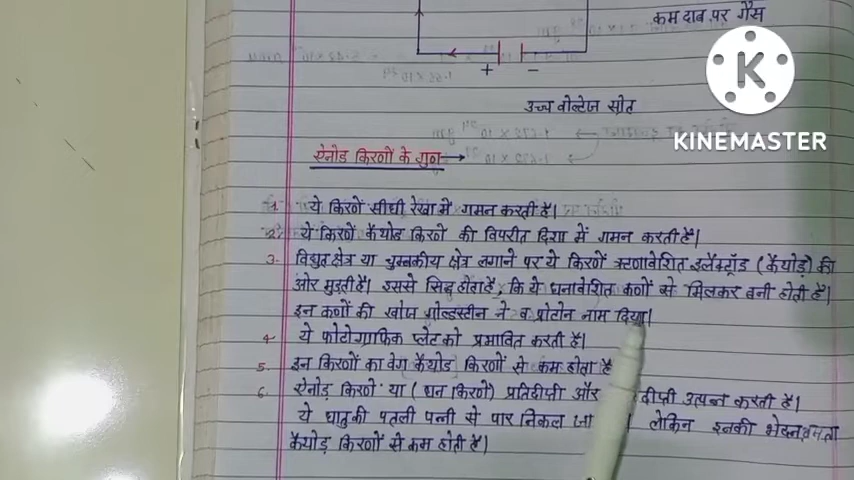 कम दाब पर गैस
+ −
उच्च वोल्टेज स्रोत
KINEMASTER
ऐनोड किरणों के गुण →
1. ये किरणें सीधी रेखा में गमन करती हैं।
2. ये किरणें कैथोड किरणों की विपरीत दिशा में गमन करती हैं।
3. विद्युत क्षेत्र या चुम्बकीय क्षेत्र लगाने पर ये किरणें ऋणावेशित इलैक्ट्रॉड (कैथोड़) की
ओर मुड़ती हैं। इससे सिद्ध होता है, कि ये धनावेशित कणों से मिलकर बनी होती हैं।
इन कणों की खोज गोल्डस्टीन ने व प्रोटोन नाम दिया।
4. ये फोटोग्राफिक प्लेट को प्रभावित करती हैं।
5. इन किरणों का वेग कैथोड किरणों से कम होता है
6. ऐनोड़ किरणें या (धन किरणें) प्रतिदीप्ती और दीप्ती उत्पन्न करती हैं।
ये धातु की पतली पन्नी से पार निकल जा लेकिन इनकी भेदन क्षमता
कैथोड़ किरणों से कम होती है।